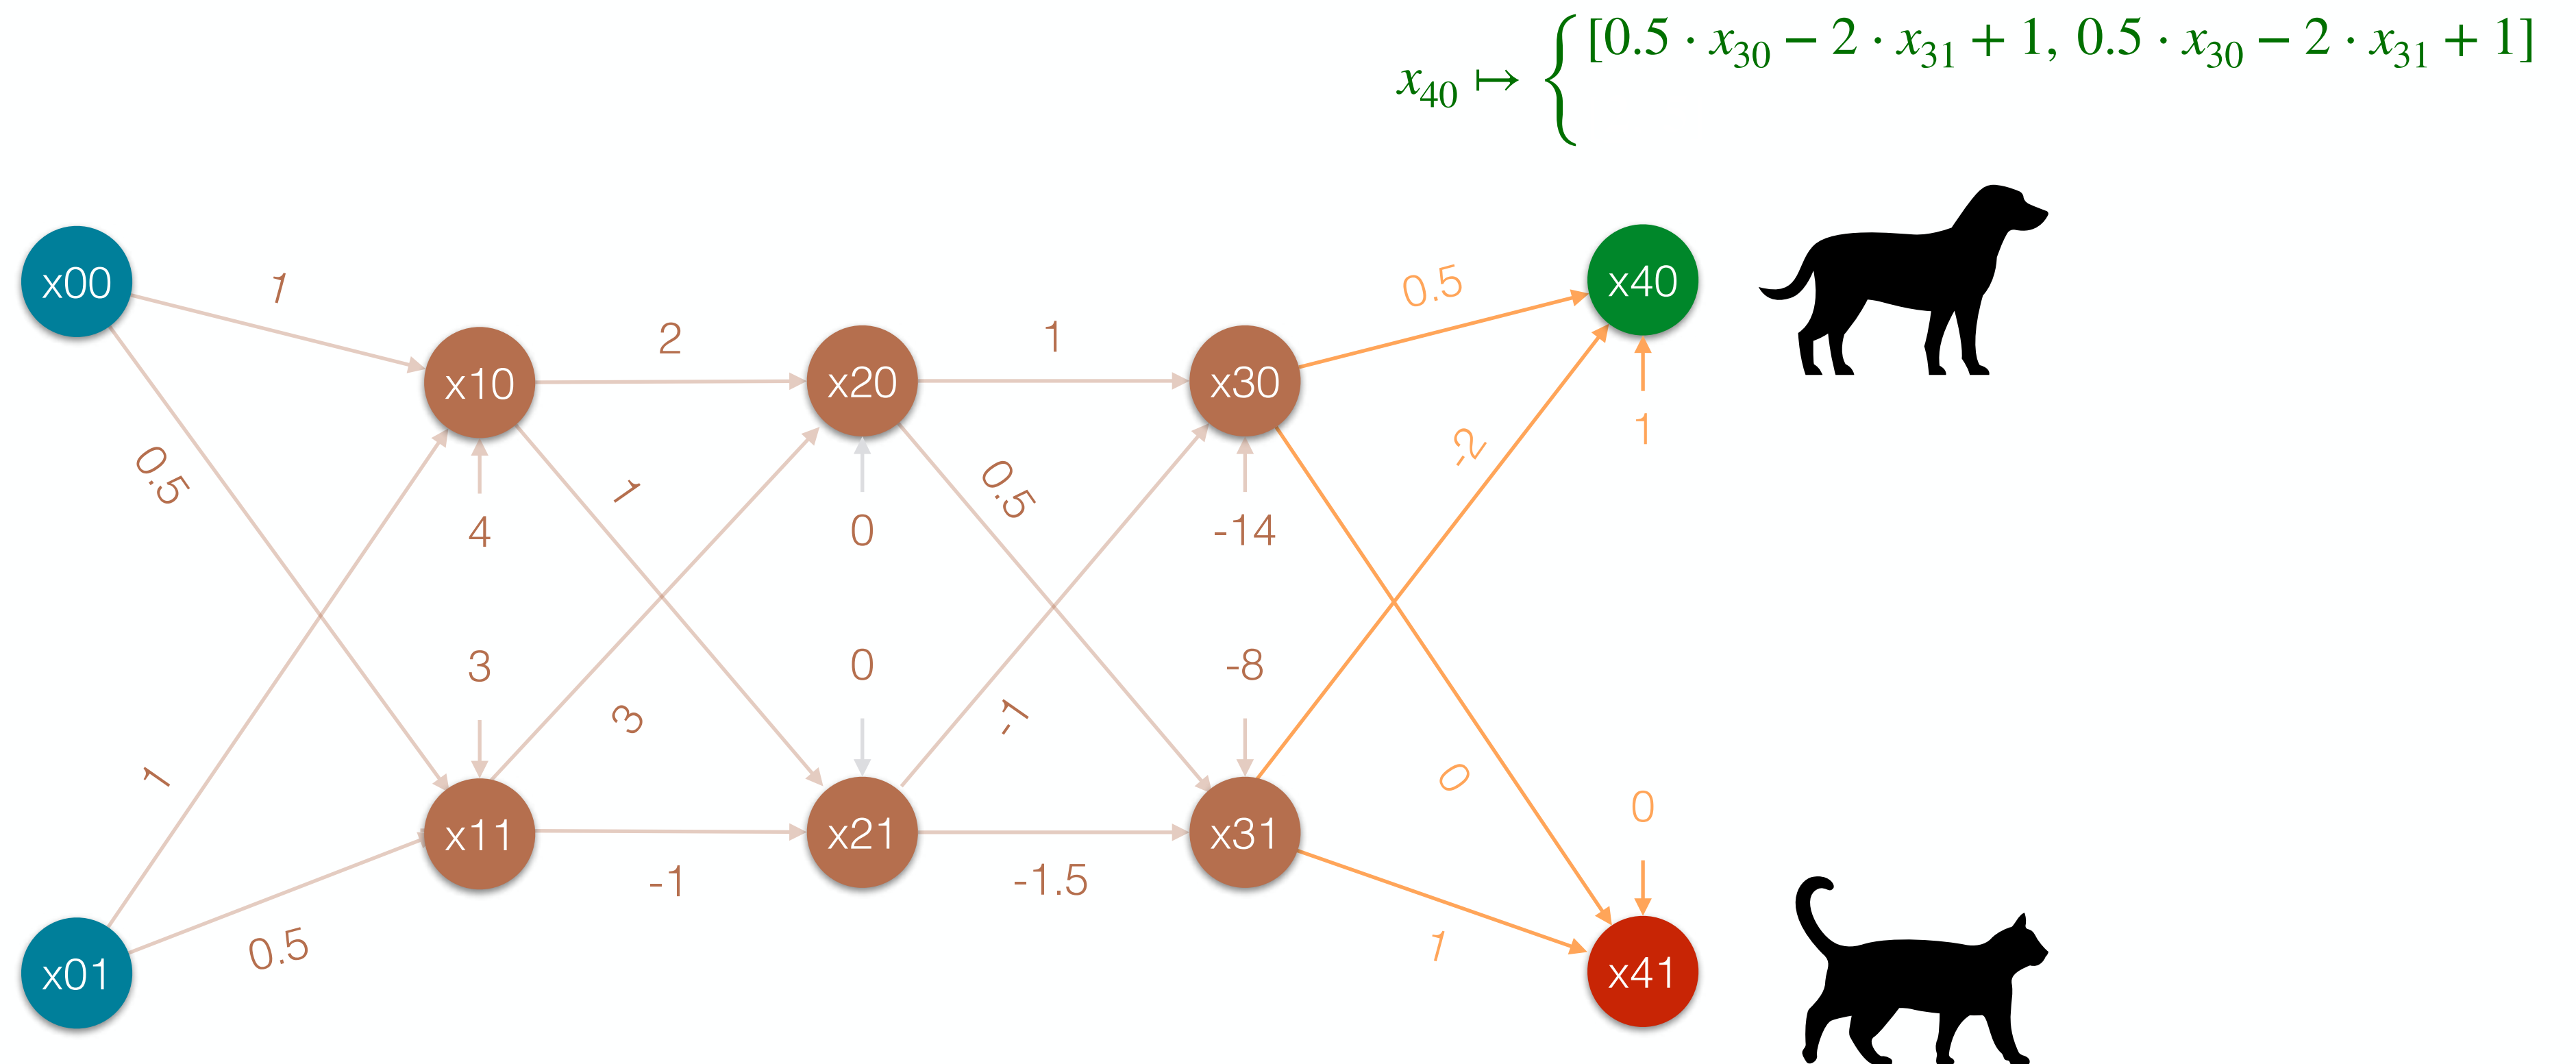 x₄₀ ↦ { [0.5 · x₃₀ − 2 · x₃₁ + 1, 0.5 · x₃₀ − 2 · x₃₁ + 1]
x00
x40
1
0.5
x10
2
x20
1
x30
0.5
1
0.5
-2
1
4
0
-14
3
0
-8
1
3
-1
0
0
x11
x21
x31
-1
-1.5
0.5
1
x01
x41